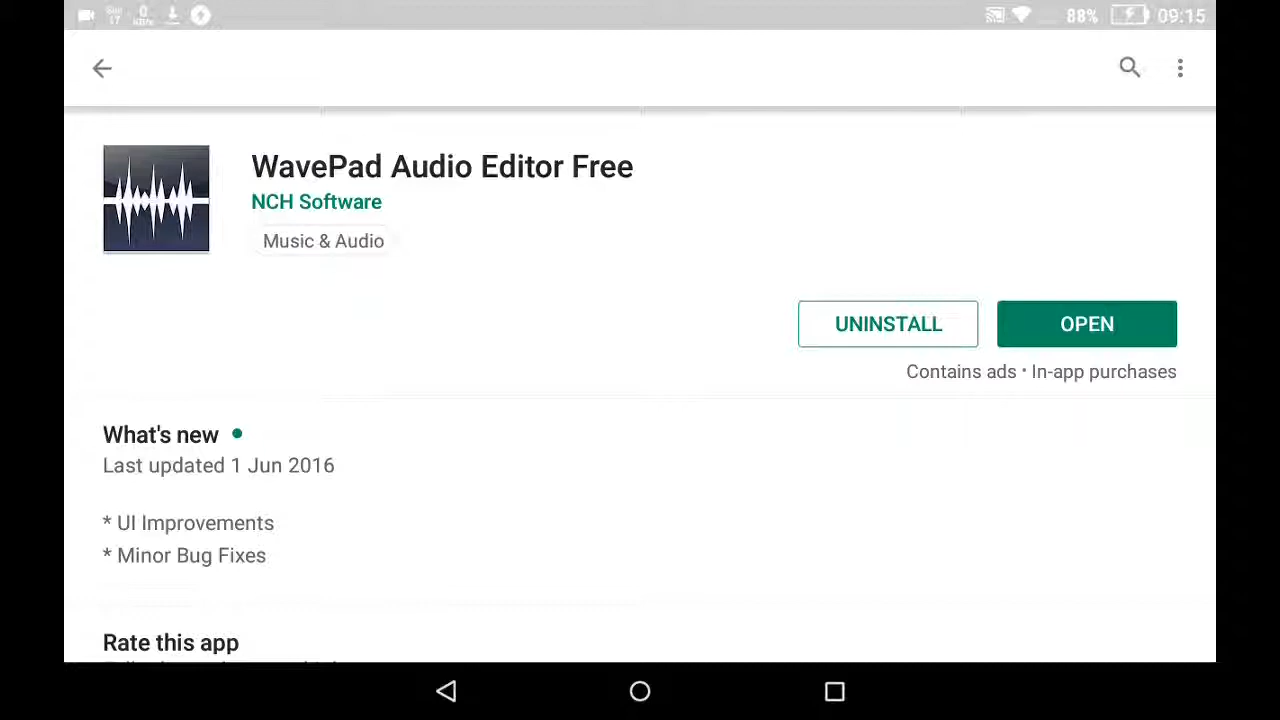 88% 09:15
WavePad Audio Editor Free
NCH Software
Music & Audio
UNINSTALL OPEN
Contains ads • In-app purchases
What's new
Last updated 1 Jun 2016
* UI Improvements
* Minor Bug Fixes
Rate this app